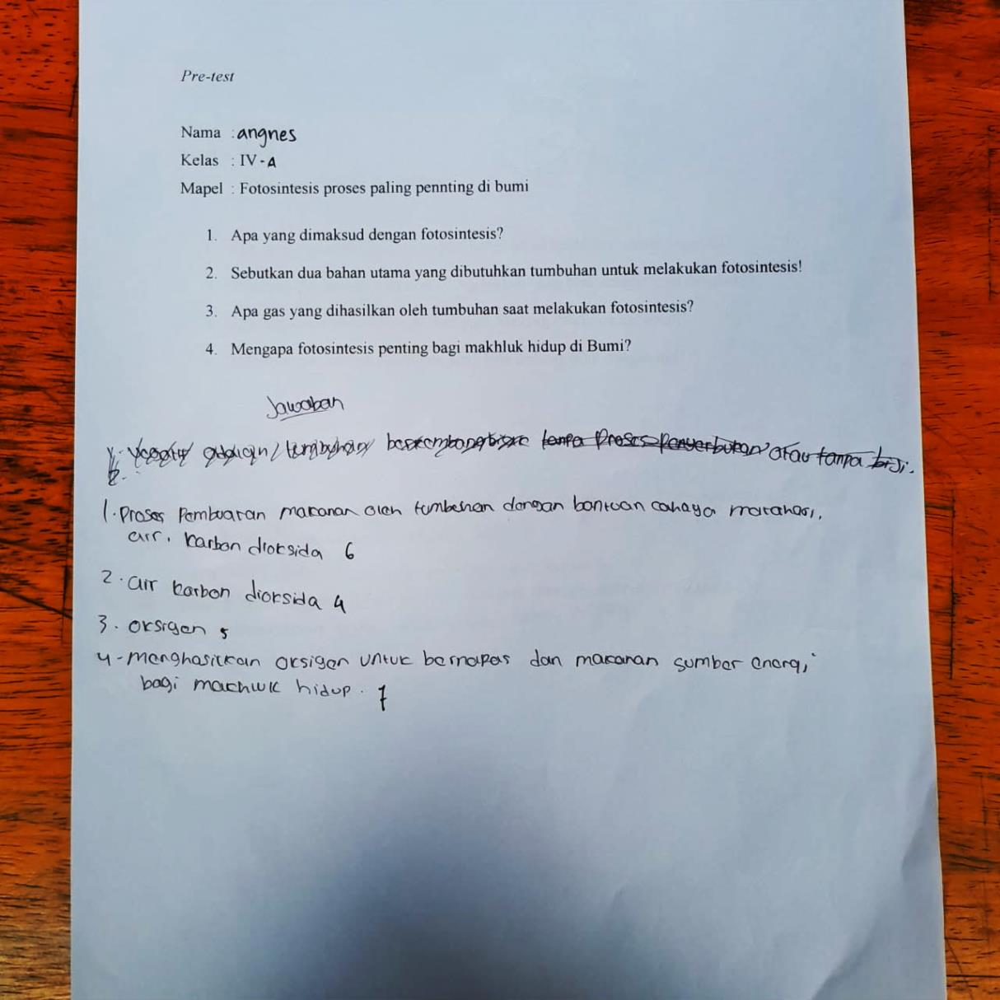 Pre-test
Nama : angnes
Kelas : IV - A
Mapel : Fotosintesis proses paling pennting di bumi
1. Apa yang dimaksud dengan fotosintesis?
2. Sebutkan dua bahan utama yang dibutuhkan tumbuhan untuk melakukan fotosintesis!
3. Apa gas yang dihasilkan oleh tumbuhan saat melakukan fotosintesis?
4. Mengapa fotosintesis penting bagi makhluk hidup di Bumi?
Jawaban
tanpa Proses penyerbukan atau tanpa biji.
1. Proses Pembuatan makanan oleh tumbuhan dengan bantuan cahaya matahari,
air, karbon dioksida 6
2. air karbon dioksida 4
3. oksigen 5
4 - menghasilkan oksigen untuk bernapas dan makanan sumber energi
bagi machluk hidup. 7